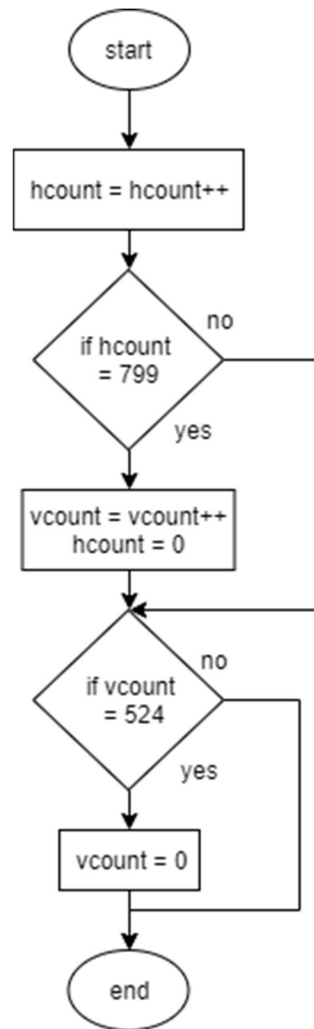 start
hcount = hcount++
if hcount
= 799
no
yes
vcount = vcount++
hcount = 0
if vcount
= 524
no
yes
vcount = 0
end